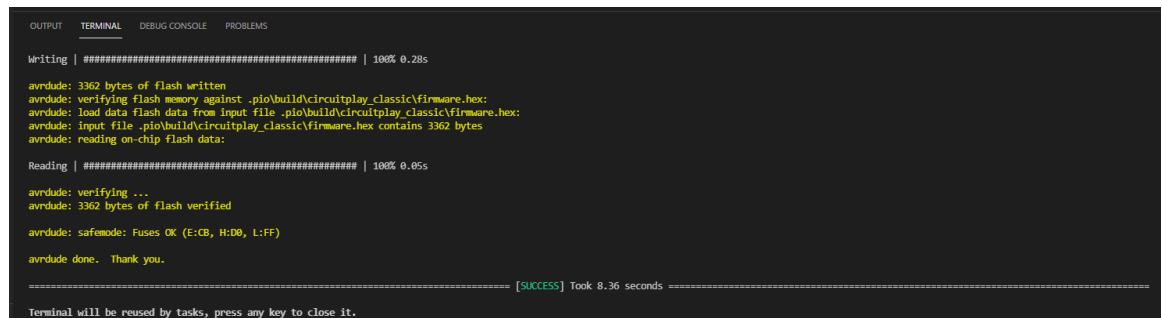 OUTPUT TERMINAL DEBUG CONSOLE PROBLEMS
Writing | ################################################## | 100% 0.28s
avrdude: 3362 bytes of flash written
avrdude: verifying flash memory against .pio\build\circuitplay_classic\firmware.hex:
avrdude: load data flash data from input file .pio\build\circuitplay_classic\firmware.hex:
avrdude: input file .pio\build\circuitplay_classic\firmware.hex contains 3362 bytes
avrdude: reading on-chip flash data:
Reading | ################################################## | 100% 0.05s
avrdude: verifying ...
avrdude: 3362 bytes of flash verified
avrdude: safemode: Fuses OK (E:CB, H:D0, L:FF)
avrdude done.  Thank you.
======================================================================================== [SUCCESS] Took 8.36 seconds ========================================================================================
Terminal will be reused by tasks, press any key to close it.